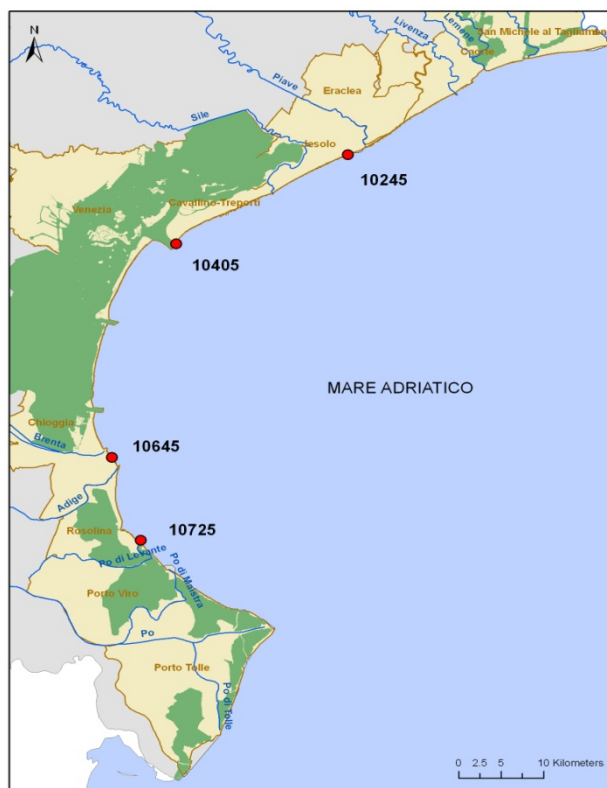 N
Livenza
Lemene
San Michele al Tagliamen
Caorle
Piave
Eraclea
Sile
Jesolo
10245
Venezia
Cavallino-Treporti
10405
MARE ADRIATICO
Chioggia
Brenta
10645
Adige
Rosolina
10725
Po di Levante
Po di Maistra
Porto Viro
Po
Porto Tolle
Po di Tolle
0 2.5 5 10 Kilometers